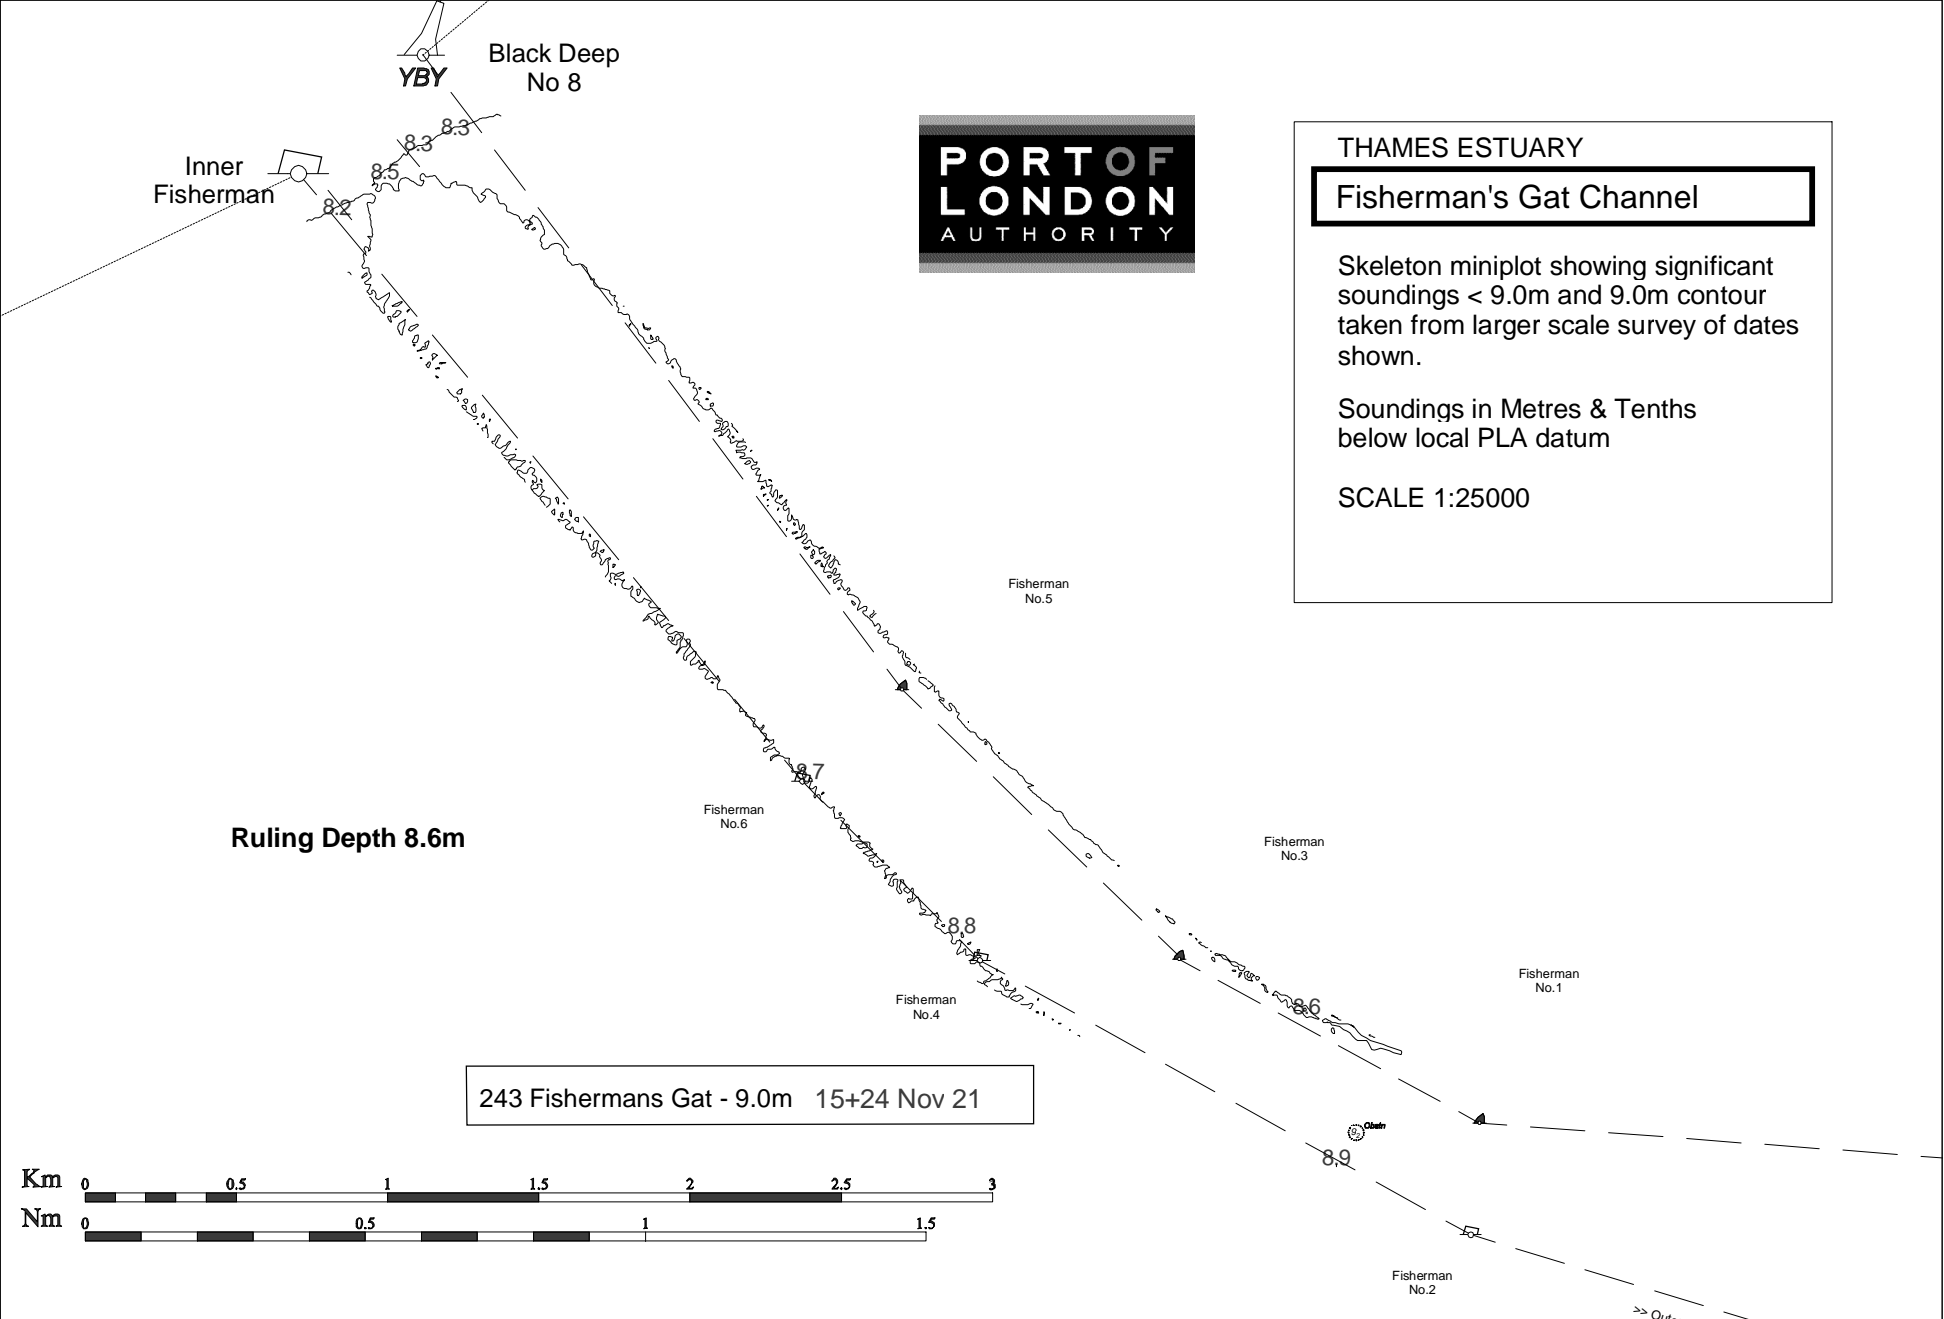 Black Deep
No 8
YBY
8.3
8.3
8.5
Inner
Fisherman
8.2
PORT OF
LONDON
AUTHORITY
THAMES ESTUARY
Fisherman's Gat Channel
Skeleton miniplot showing significant
soundings < 9.0m and 9.0m contour
taken from larger scale survey of dates
shown.
Soundings in Metres & Tenths
below local PLA datum
SCALE 1:25000
Fisherman
No.5
8.7
Fisherman
No.6
Ruling Depth 8.6m
Fisherman
No.3
8.8
Fisherman
No.4
Fisherman
No.1
8.6
243 Fishermans Gat - 9.0m 15+24 Nov 21
Obstn
8.9
Km 0 0.5 1 1.5 2 2.5 3
Nm 0 0.5 1 1.5
Fisherman
No.2
>>